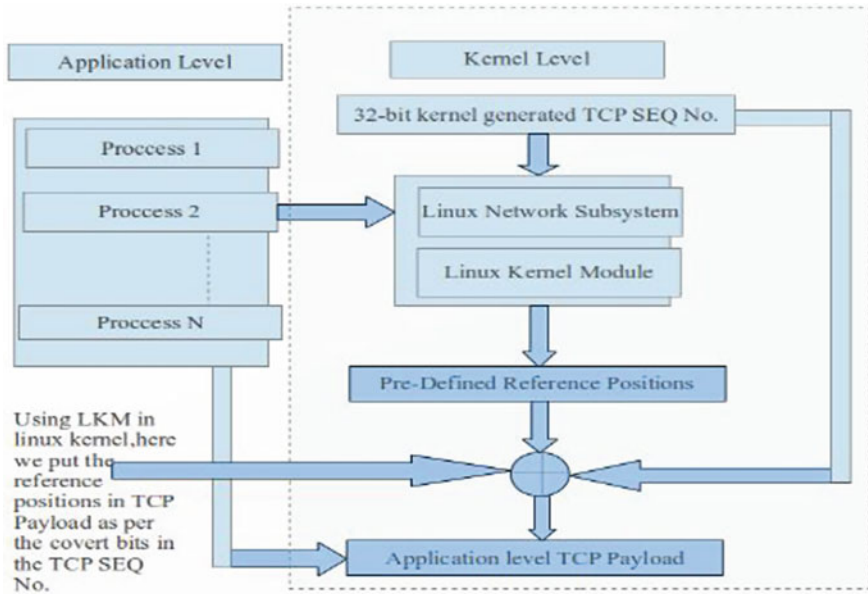 Application Level
Kernel Level
32-bit kernel generated TCP SEQ No.
Proccess 1
Proccess 2
Linux Network Subsystem
Linux Kernel Module
Proccess N
Pre-Defined Reference Positions
Using LKM in
linux kernel,here
we put the
reference
positions in TCP
Payload as per
the covert bits in
the TCP SEQ
No.
Application level TCP Payload